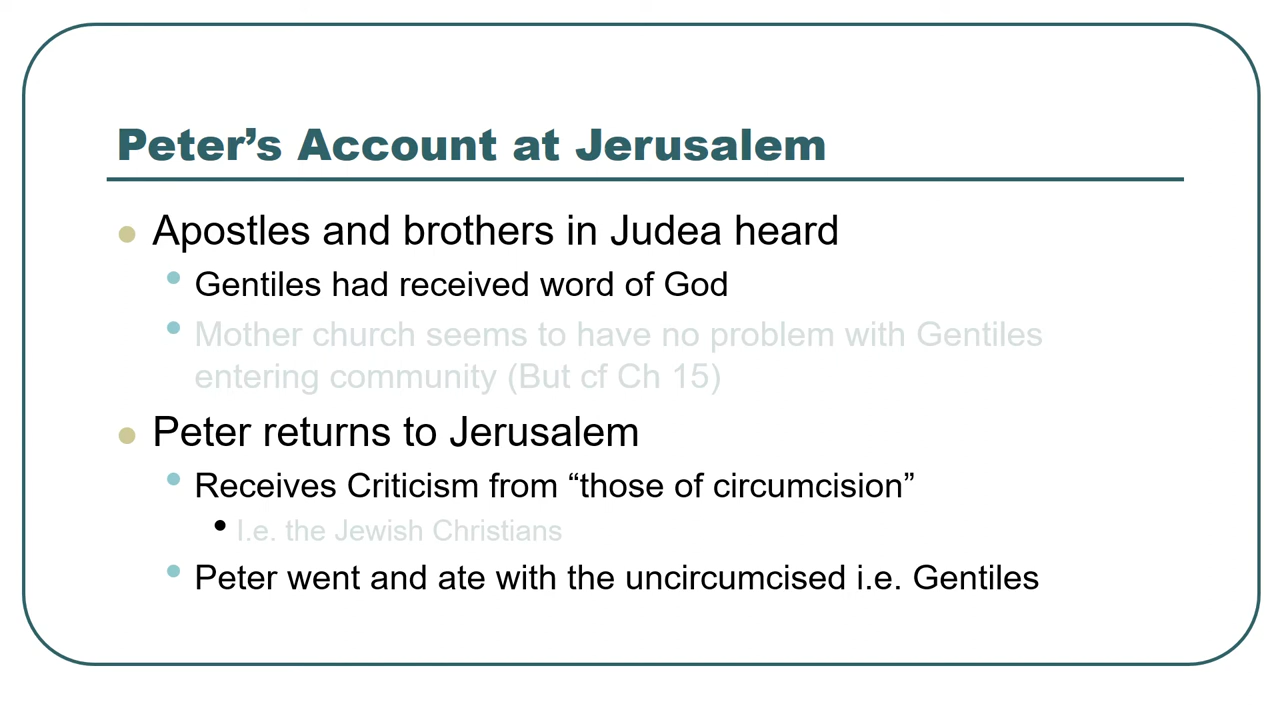 Peter’s Account at Jerusalem
Apostles and brothers in Judea heard
Gentiles had received word of God
Mother church seems to have no problem with Gentiles
entering community (But cf Ch 15)
Peter returns to Jerusalem
Receives Criticism from “those of circumcision”
I.e. the Jewish Christians
Peter went and ate with the uncircumcised i.e. Gentiles